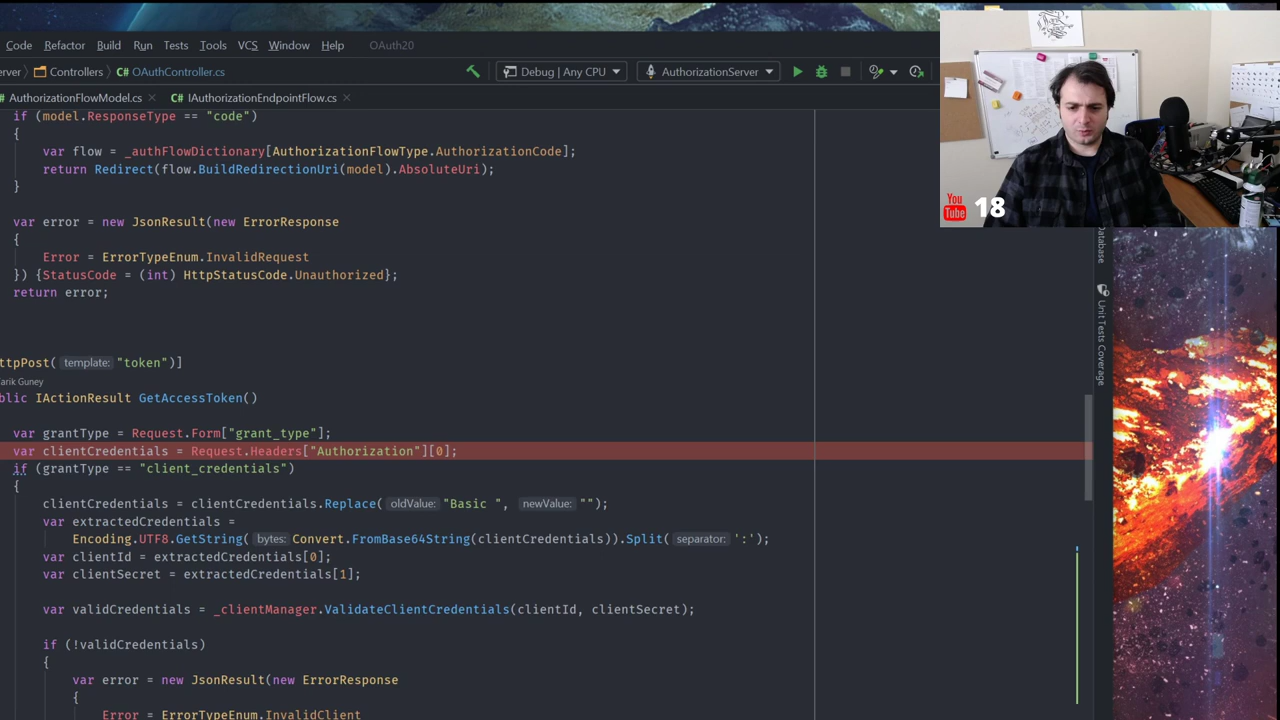 Code Refactor Build Run Tests Tools VCS Window Help OAuth20
erver Controllers OAuthController.cs Debug | Any CPU AuthorizationServer
AuthorizationFlowModel.cs IAuthorizationEndpointFlow.cs
if (model.ResponseType == "code")
{
var flow = _authFlowDictionary[AuthorizationFlowType.AuthorizationCode];
return Redirect(flow.BuildRedirectionUri(model).AbsoluteUri);
}
var error = new JsonResult(new ErrorResponse
{
Error = ErrorTypeEnum.InvalidRequest
}) {StatusCode = (int) HttpStatusCode.Unauthorized};
return error;
ttpPost( template: "token")]
arik Guney
blic IActionResult GetAccessToken()
var grantType = Request.Form["grant_type"];
var clientCredentials = Request.Headers["Authorization"][0];
if (grantType == "client_credentials")
{
clientCredentials = clientCredentials.Replace( oldValue: "Basic ", newValue: "");
var extractedCredentials =
Encoding.UTF8.GetString( bytes: Convert.FromBase64String(clientCredentials)).Split( separator: ':');
var clientId = extractedCredentials[0];
var clientSecret = extractedCredentials[1];
var validCredentials = _clientManager.ValidateClientCredentials(clientId, clientSecret);
if (!validCredentials)
{
var error = new JsonResult(new ErrorResponse
{
Error = ErrorTypeEnum.InvalidClient
You
Tube 18
Database
Unit Tests Coverage